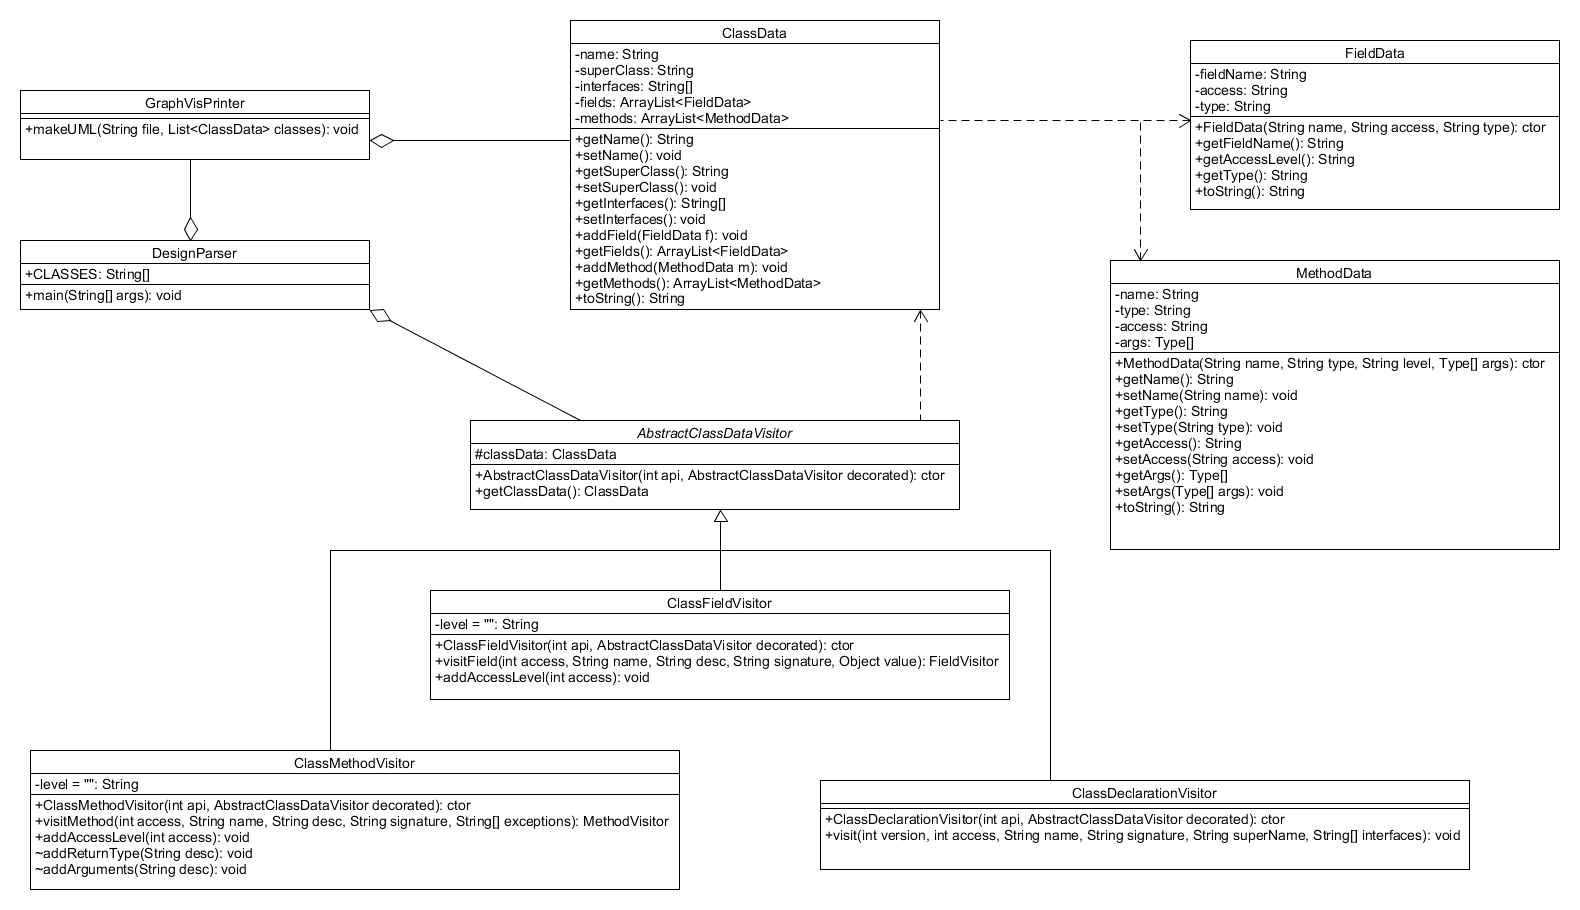 ClassData
-name: String
-superClass: String
-interfaces: String[]
-fields: ArrayList<FieldData>
-methods: ArrayList<MethodData>
+getName(): String
+setName(): void
+getSuperClass(): String
+setSuperClass(): void
+getInterfaces(): String[]
+setInterfaces(): void
+addField(FieldData f): void
+getFields(): ArrayList<FieldData>
+addMethod(MethodData m): void
+getMethods(): ArrayList<MethodData>
+toString(): String
FieldData
-fieldName: String
-access: String
-type: String
+FieldData(String name, String access, String type): ctor
+getFieldName(): String
+getAccessLevel(): String
+getType(): String
+toString(): String
GraphVisPrinter
+makeUML(String file, List<ClassData> classes): void
DesignParser
+CLASSES: String[]
+main(String[] args): void
MethodData
-name: String
-type: String
-access: String
-args: Type[]
+MethodData(String name, String type, String level, Type[] args): ctor
+getName(): String
+setName(String name): void
+getType(): String
+setType(String type): void
+getAccess(): String
+setAccess(String access): void
+getArgs(): Type[]
+setArgs(Type[] args): void
+toString(): String
AbstractClassDataVisitor
#classData: ClassData
+AbstractClassDataVisitor(int api, AbstractClassDataVisitor decorated): ctor
+getClassData(): ClassData
ClassFieldVisitor
-level = "": String
+ClassFieldVisitor(int api, AbstractClassDataVisitor decorated): ctor
+visitField(int access, String name, String desc, String signature, Object value): FieldVisitor
+addAccessLevel(int access): void
ClassMethodVisitor
-level = "": String
+ClassMethodVisitor(int api, AbstractClassDataVisitor decorated): ctor
+visitMethod(int access, String name, String desc, String signature, String[] exceptions): MethodVisitor
+addAccessLevel(int access): void
~addReturnType(String desc): void
~addArguments(String desc): void
ClassDeclarationVisitor
+ClassDeclarationVisitor(int api, AbstractClassDataVisitor decorated): ctor
+visit(int version, int access, String name, String signature, String superName, String[] interfaces): void